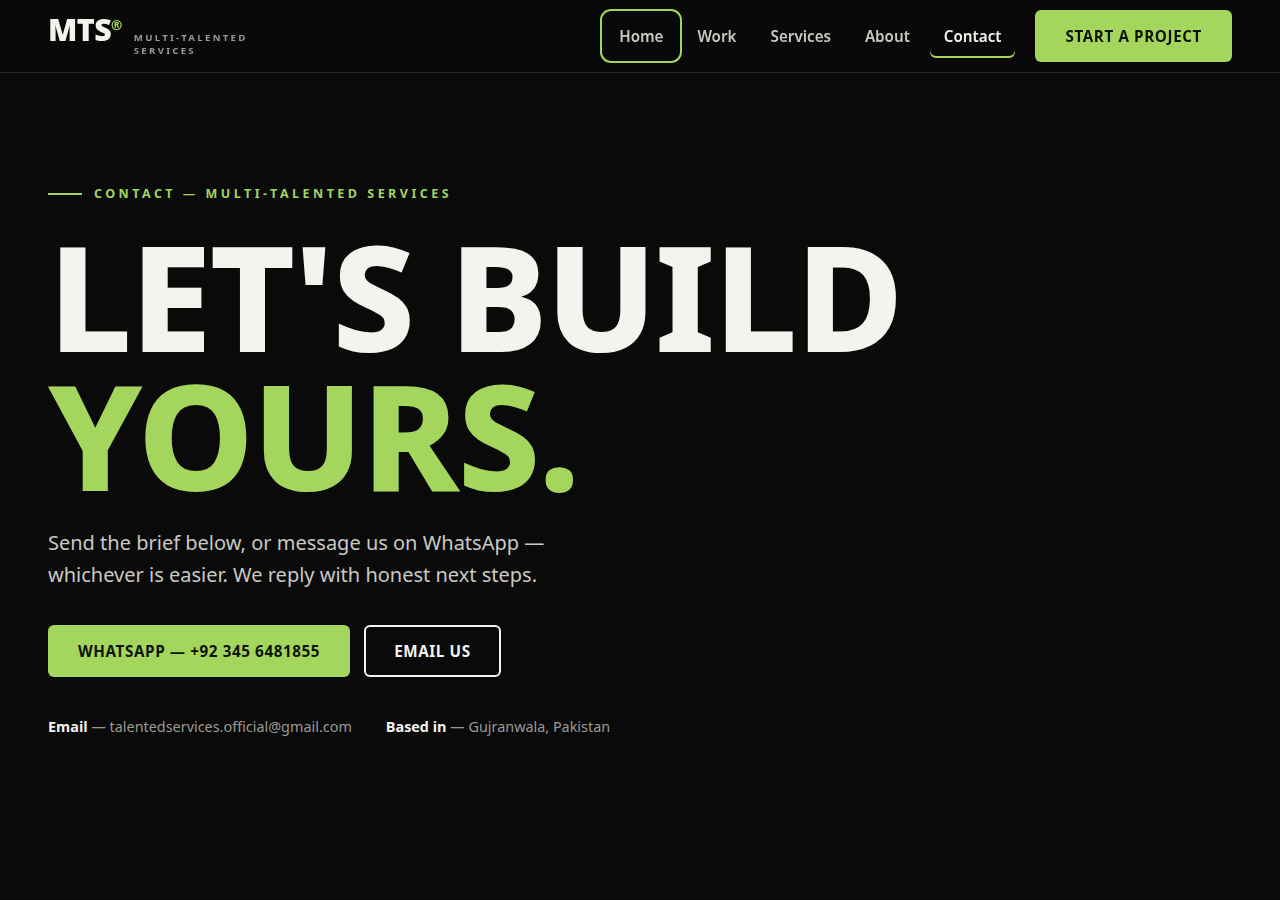 MTS®
MULTI-TALENTED
SERVICES
Home
Work
Services
About
Contact
START A PROJECT
CONTACT — MULTI-TALENTED SERVICES
LET'S BUILD
YOURS.
Send the brief below, or message us on WhatsApp —
whichever is easier. We reply with honest next steps.
WHATSAPP — +92 345 6481855
EMAIL US
Email — talentedservices.official@gmail.com
Based in — Gujranwala, Pakistan